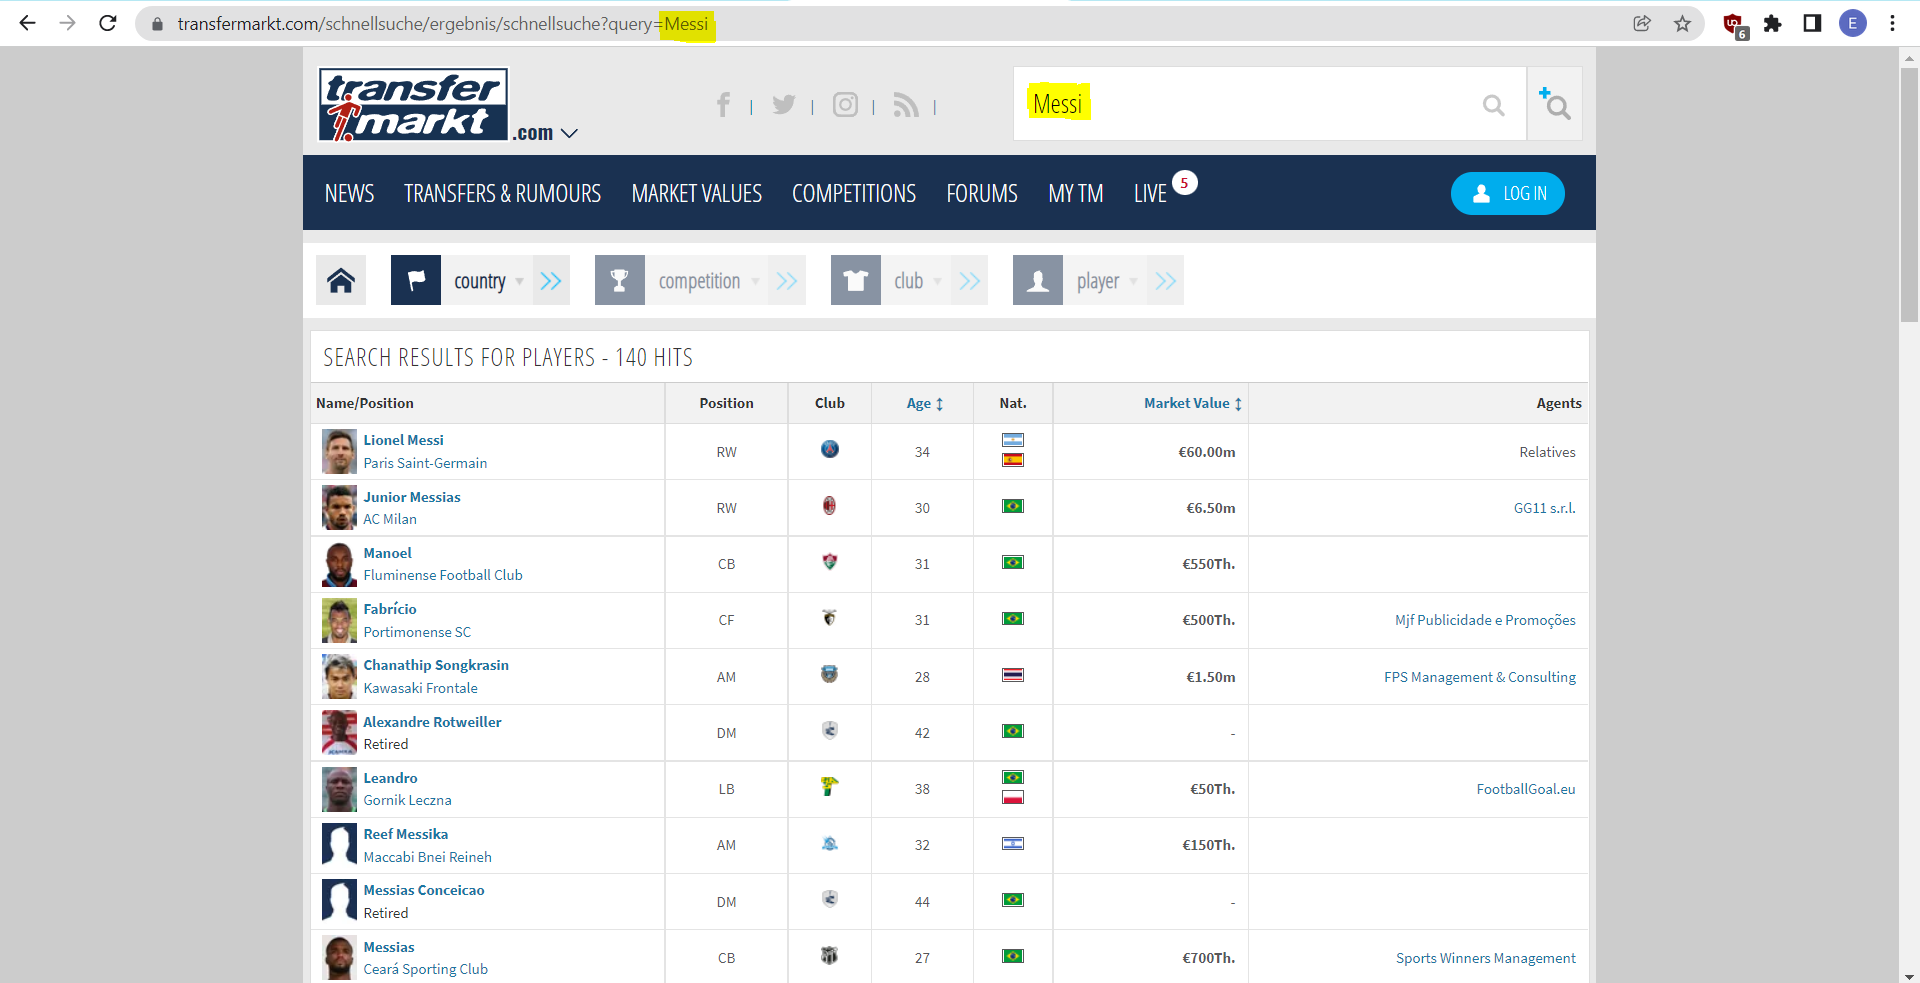 transfermarkt.com/schnellsuche/ergebnis/schnellsuche?query=Messi
6
E
transfer
markt
.com
| | | |
Messi
NEWS TRANSFERS & RUMOURS MARKET VALUES COMPETITIONS FORUMS MY TM LIVE 5 LOG IN
country competition club player
SEARCH RESULTS FOR PLAYERS - 140 HITS
Name/Position Position Club Age Nat. Market Value Agents
Lionel Messi
Paris Saint-Germain
RW 34 €60.00m Relatives
Junior Messias
AC Milan
RW 30 €6.50m GG11 s.r.l.
Manoel
Fluminense Football Club
CB 31 €550Th.
Fabrício
Portimonense SC
CF 31 €500Th. Mjf Publicidade e Promoções
Chanathip Songkrasin
Kawasaki Frontale
AM 28 €1.50m FPS Management & Consulting
Alexandre Rotweiller
Retired
DM 42 -
Leandro
Gornik Leczna
LB 38 €50Th. FootballGoal.eu
Reef Messika
Maccabi Bnei Reineh
AM 32 €150Th.
Messias Conceicao
Retired
DM 44 -
Messias
Ceará Sporting Club
CB 27 €700Th. Sports Winners Management